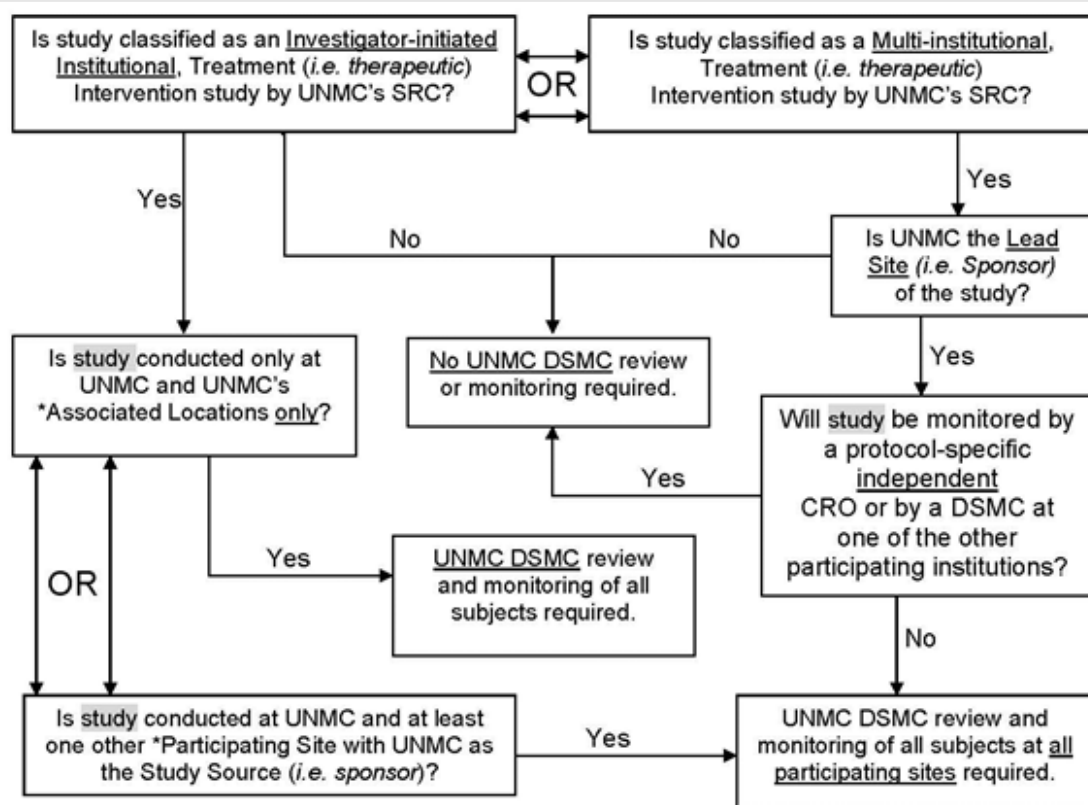 Is study classified as an Investigator-initiated
Institutional, Treatment (i.e. therapeutic)
Intervention study by UNMC's SRC?
OR
Is study classified as a Multi-institutional,
Treatment (i.e. therapeutic)
Intervention study by UNMC's SRC?
Yes
Yes
No
No
Is UNMC the Lead
Site (i.e. Sponsor)
of the study?
Is study conducted only at
UNMC and UNMC's
*Associated Locations only?
No UNMC DSMC review
or monitoring required.
Yes
Will study be monitored by
a protocol-specific
independent
CRO or by a DSMC at
one of the other
participating institutions?
Yes
Yes
OR
UNMC DSMC review
and monitoring of all
subjects required.
No
Is study conducted at UNMC and at least
one other *Participating Site with UNMC as
the Study Source (i.e. sponsor)?
Yes
UNMC DSMC review and
monitoring of all subjects at all
participating sites required.